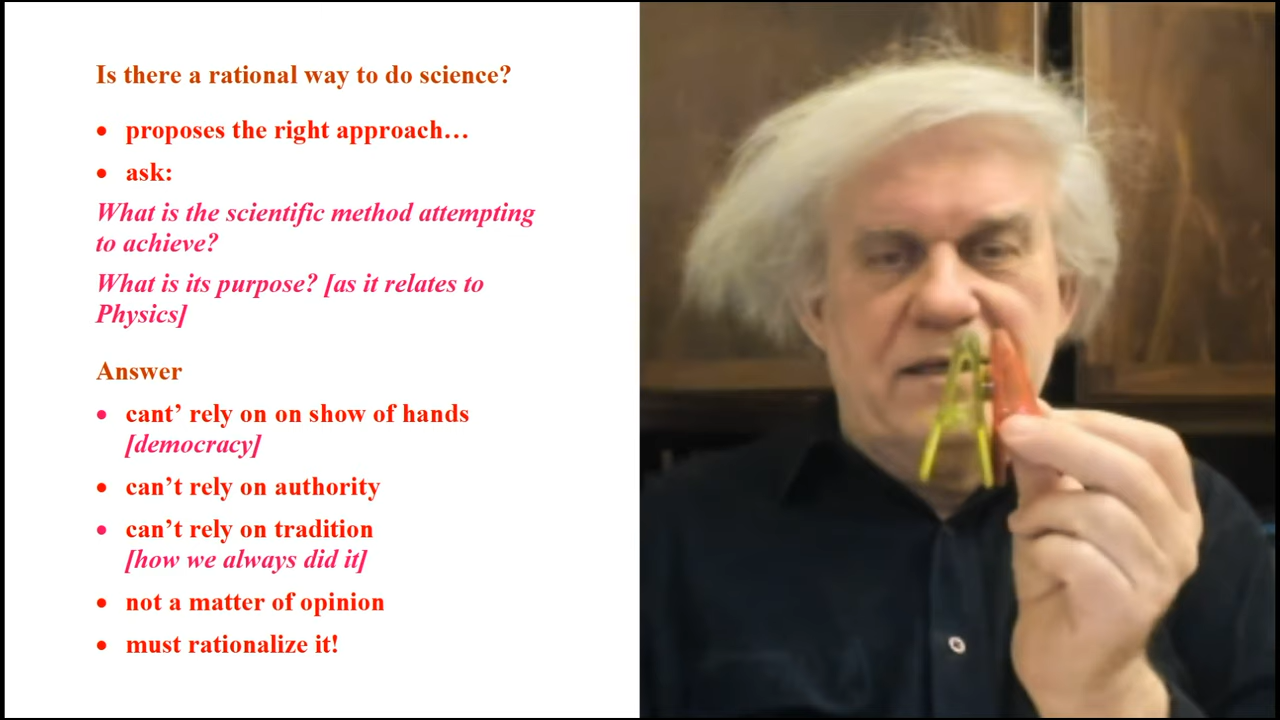 Is there a rational way to do science?
• proposes the right approach…
• ask:
What is the scientific method attempting
to achieve?
What is its purpose? [as it relates to
Physics]
Answer
• cant’ rely on on show of hands
[democracy]
• can’t rely on authority
• can’t rely on tradition
[how we always did it]
• not a matter of opinion
• must rationalize it!